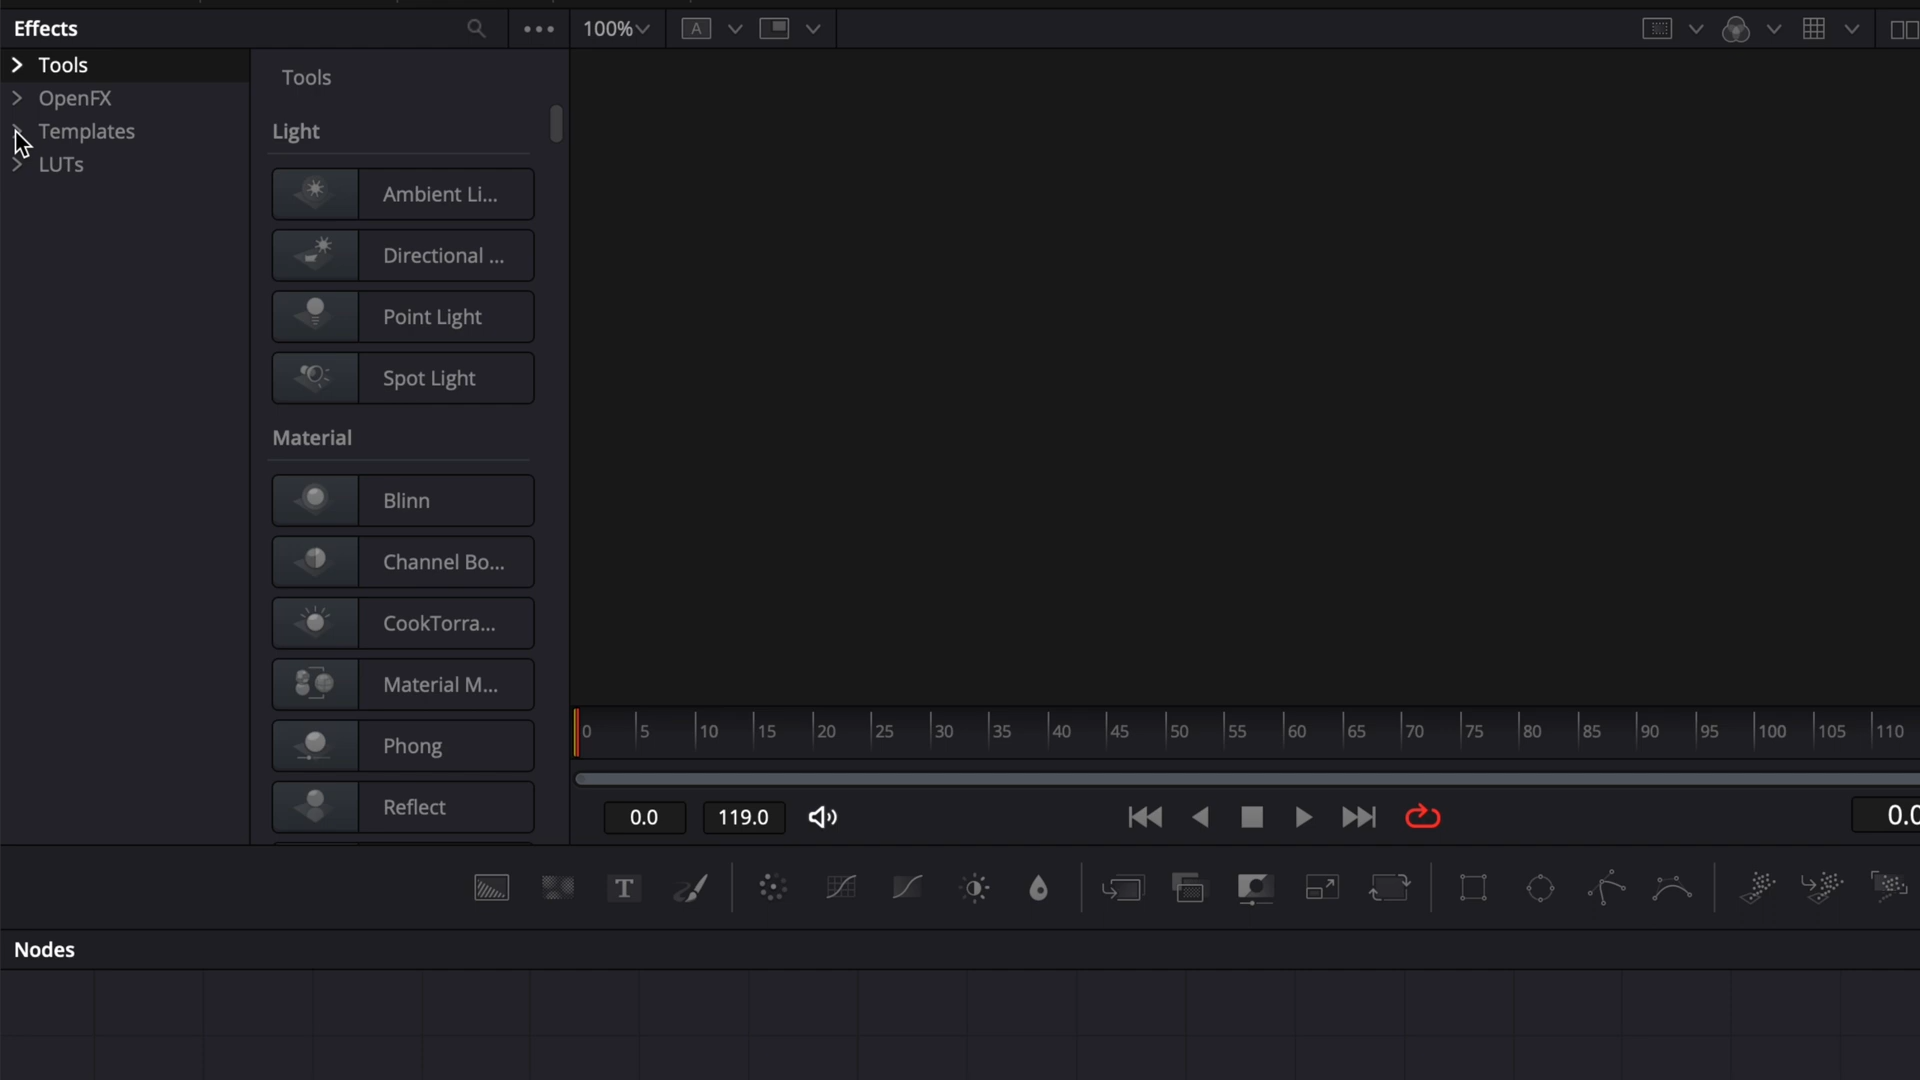 Effects
100%
A
Tools
OpenFX
Templates
LUTs
Tools
Light
Ambient Li...
Directional ...
Point Light
Spot Light
Material
Blinn
Channel Bo...
CookTorra...
Material M...
Phong
Reflect
0 5 10 15 20 25 30 35 40 45 50 55 60 65 70 75 80 85 90 95 100 105 110
0.0 119.0 0.0
T
Nodes